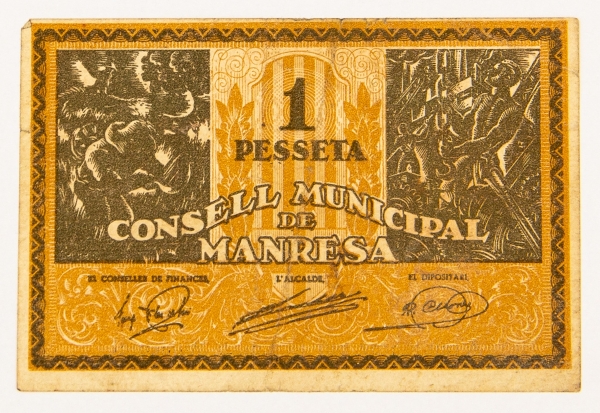 1
PESSETA
CONSELL MUNICIPAL
DE
MANRESA
EL CONSELLER DE FINANCES, L'ALCALDE, EL DIPOSITARI